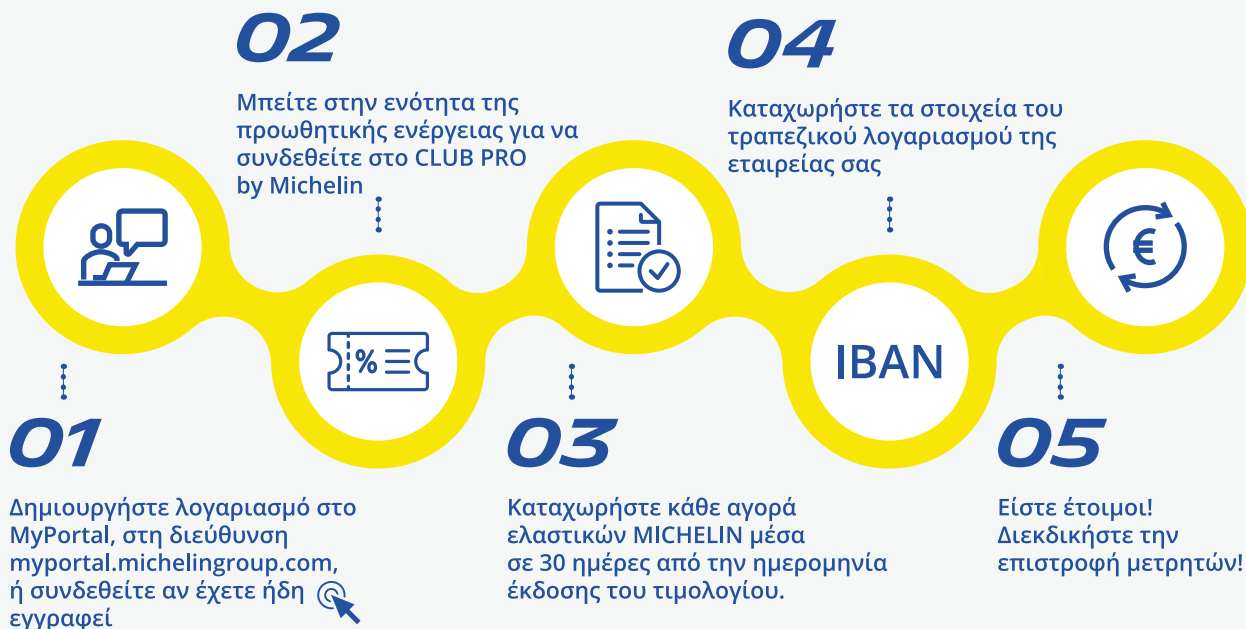 01
Δημιουργήστε λογαριασμό στο
MyPortal, στη διεύθυνση
myportal.michelingroup.com,
ή συνδεθείτε αν έχετε ήδη
εγγραφεί
02
Μπείτε στην ενότητα της
προωθητικής ενέργειας για να
συνδεθείτε στο CLUB PRO
by Michelin
%
03
Καταχωρήστε κάθε αγορά
ελαστικών MICHELIN μέσα
σε 30 ημέρες από την ημερομηνία
έκδοσης του τιμολογίου.
04
Καταχωρήστε τα στοιχεία του
τραπεζικού λογαριασμού της
εταιρείας σας
IBAN
€
05
Είστε έτοιμοι!
Διεκδικήστε την
επιστροφή μετρητών!